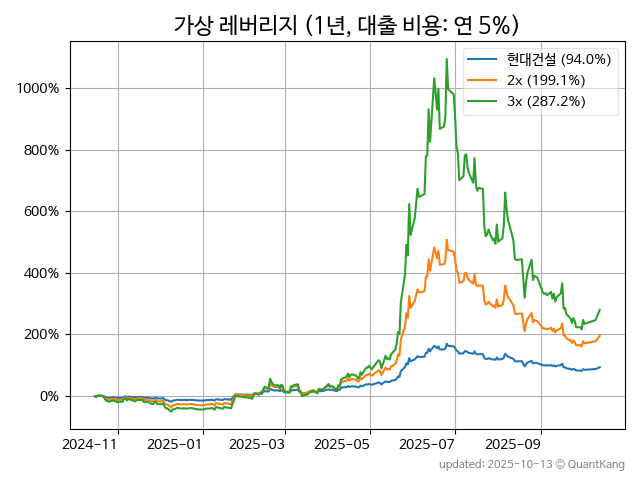 가상 레버리지 (1년, 대출 비용: 연 5%)
현대건설 (94.0%)
2x (199.1%)
3x (287.2%)
1000%
800%
600%
400%
200%
0%
2024-11 2025-01 2025-03 2025-05 2025-07 2025-09
updated: 2025-10-13 © QuantKang